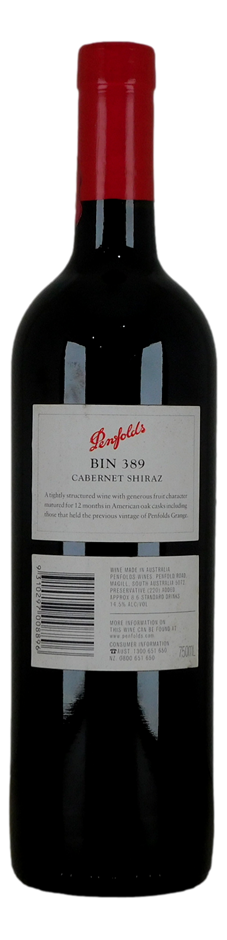 Penfolds
BIN 389
CABERNET SHIRAZ
A tightly structured wine with generous fruit character
matured for 12 months in American oak casks including
those that held the previous vintage of Penfolds Grange.
WINE MADE IN AUSTRALIA
PENFOLDS WINES, PENFOLD ROAD,
MAGILL, SOUTH AUSTRALIA 5072
PRESERVATIVE (220) ADDED
APPROX 8.6 STANDARD DRINKS
14.5% ALC/VOL
MORE INFORMATION ON
THIS WINE CAN BE FOUND AT
www.penfolds.com
CONSUMER INFORMATION
AUST. 1300 651 650
NZ. 0800 651 650
750mL